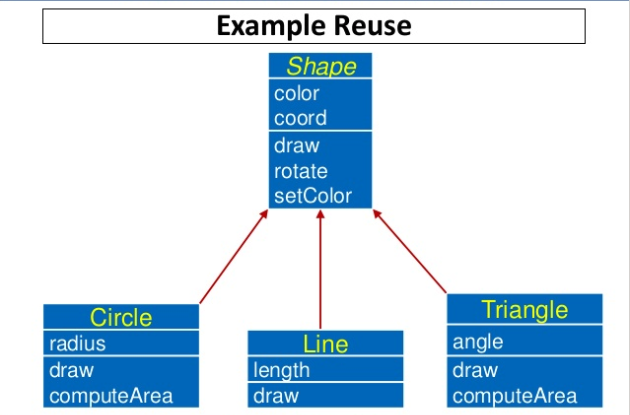 Example Reuse
Shape
color
coord
draw
rotate
setColor
Circle
radius
draw
computeArea
Line
length
draw
Triangle
angle
draw
computeArea